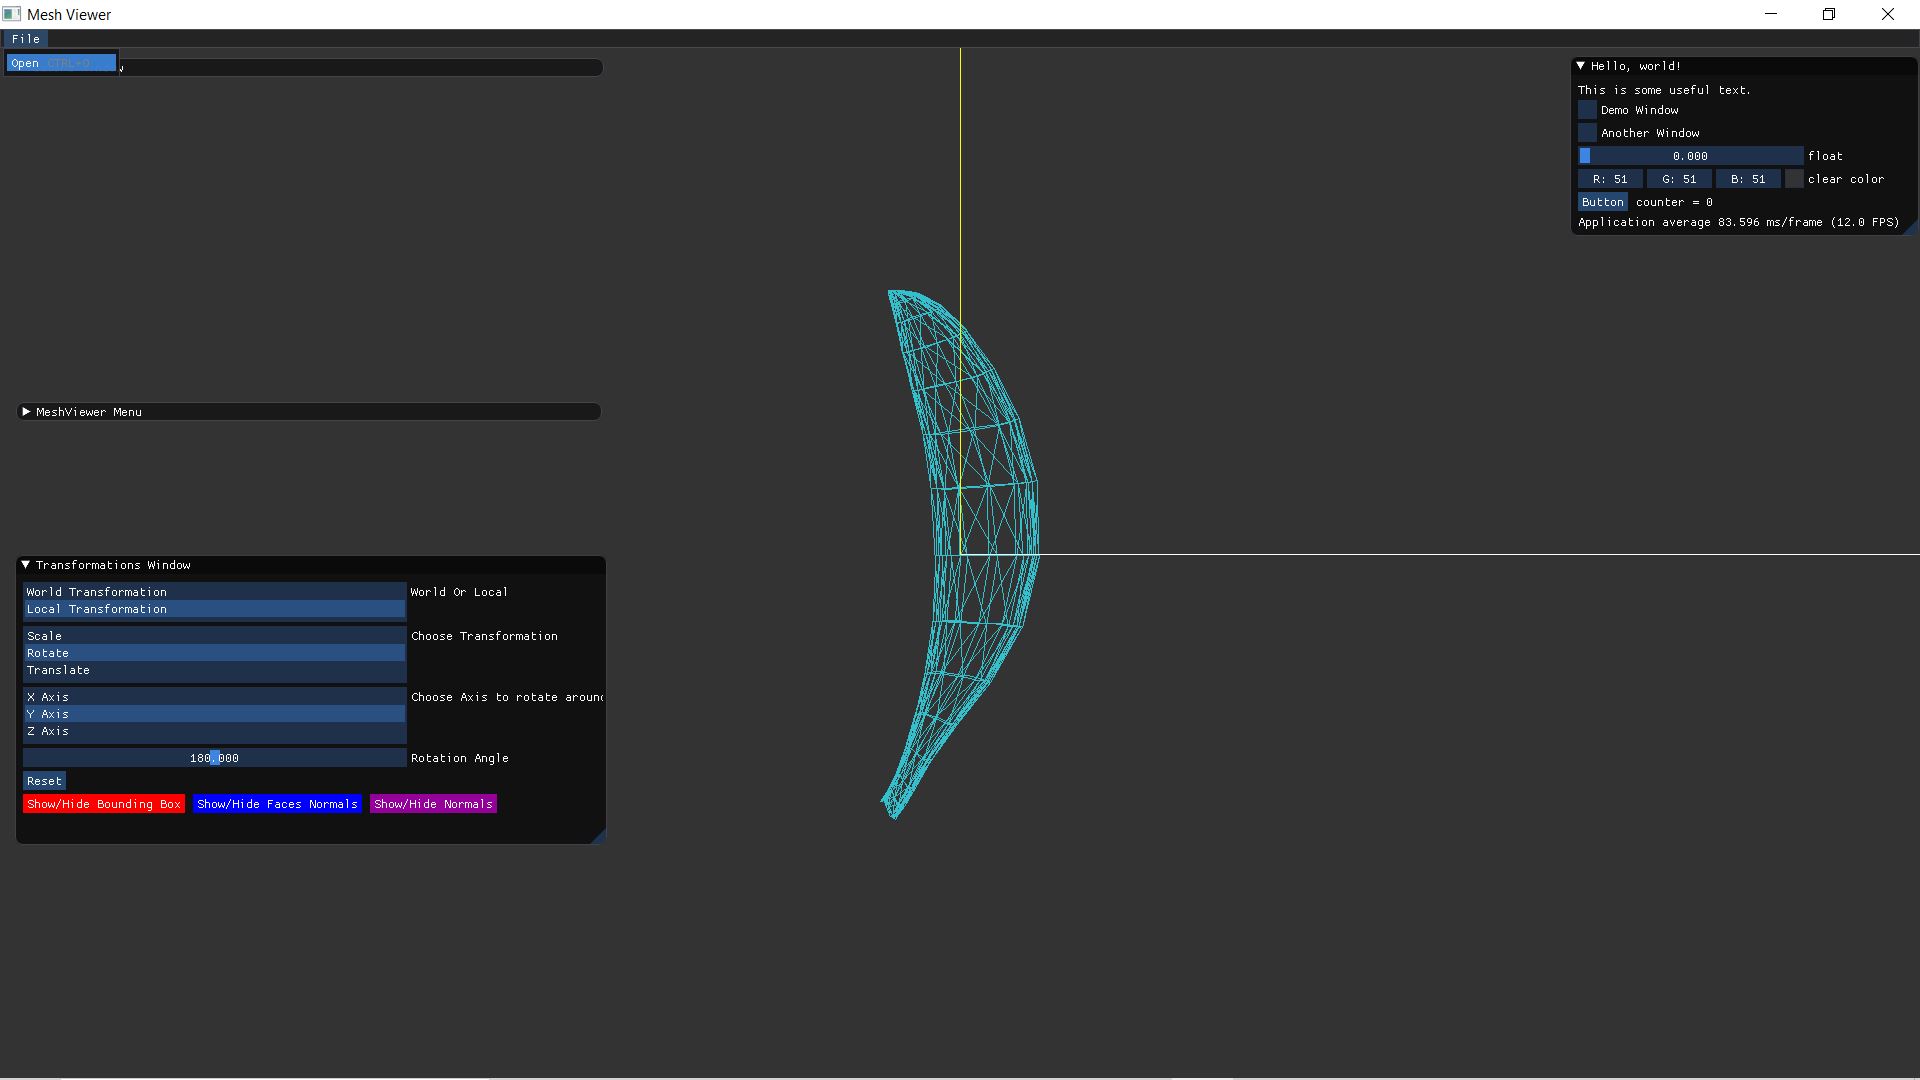 Mesh Viewer
File
Open CTRL+O
MeshViewer Menu
Transformations Window
World Transformation
Local Transformation
World Or Local
Scale
Rotate
Translate
Choose Transformation
X Axis
Y Axis
Z Axis
Choose Axis to rotate aroun
180.000
Rotation Angle
Reset
Show/Hide Bounding Box Show/Hide Faces Normals Show/Hide Normals
Hello, world!
This is some useful text.
Demo Window
Another Window
0.000 float
R: 51 G: 51 B: 51 clear color
Button counter = 0
Application average 83.596 ms/frame (12.0 FPS)